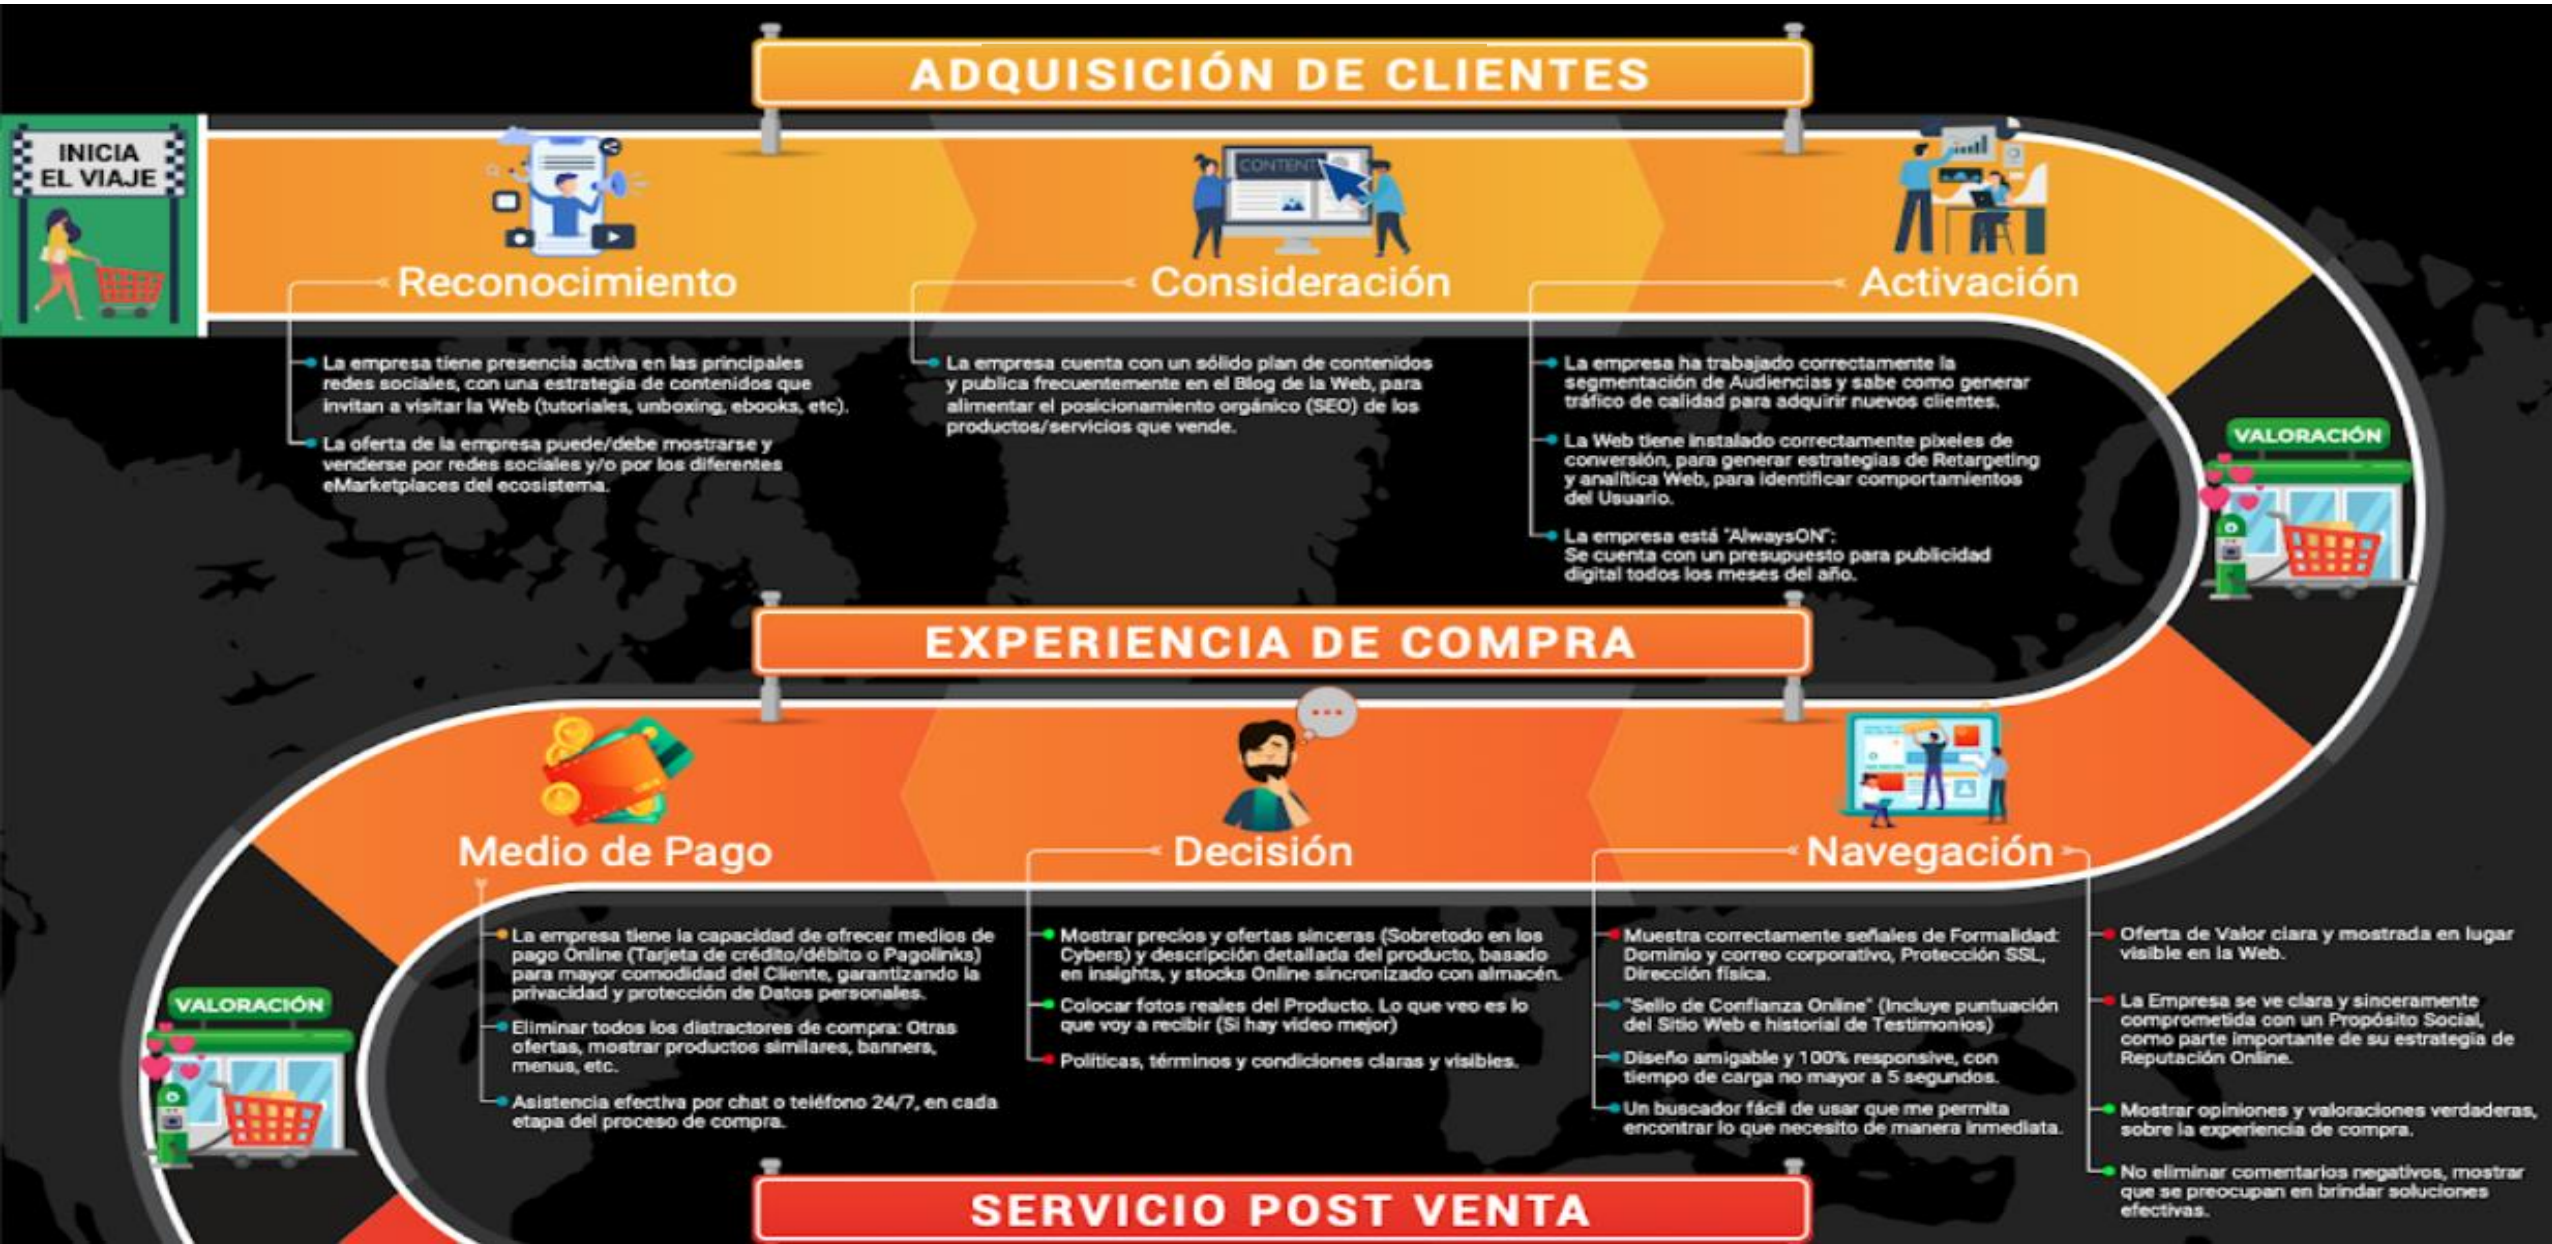 ADQUISICIÓN DE CLIENTES
INICIA
EL VIAJE
CONTENT
Reconocimiento
La empresa tiene presencia activa en las principales
redes sociales, con una estrategia de contenidos que
invitan a visitar la Web (tutoriales, unboxing, ebooks, etc).
La oferta de la empresa puede/debe mostrarse y
venderse por redes sociales y/o por los diferentes
eMarketplaces del ecosistema.
Consideración
La empresa cuenta con un sólido plan de contenidos
y publica frecuentemente en el Blog de la Web, para
alimentar el posicionamiento orgánico (SEO) de los
productos/servicios que vende.
Activación
La empresa ha trabajado correctamente la
segmentación de Audiencias y sabe como generar
tráfico de calidad para adquirir nuevos clientes.
La Web tiene instalado correctamente pixeles de
conversión, para generar estrategias de Retargeting
y analítica Web, para identificar comportamientos
del Usuario.
La empresa está "AlwaysON":
Se cuenta con un presupuesto para publicidad
digital todos los meses del año.
VALORACIÓN
EXPERIENCIA DE COMPRA
Navegación
Muestra correctamente señales de Formalidad:
Dominio y correo corporativo, Protección SSL,
Dirección física.
"Sello de Confianza Online" (Incluye puntuación
del Sitio Web e historial de Testimonios)
Diseño amigable y 100% responsive, con
tiempo de carga no mayor a 5 segundos.
Un buscador fácil de usar que me permita
encontrar lo que necesito de manera inmediata.
Oferta de Valor clara y mostrada en lugar
visible en la Web.
La Empresa se ve clara y sinceramente
comprometida con un Propósito Social,
como parte importante de su estrategia de
Reputación Online.
Mostrar opiniones y valoraciones verdaderas,
sobre la experiencia de compra.
No eliminar comentarios negativos, mostrar
que se preocupan en brindar soluciones
efectivas.
Decisión
Mostrar precios y ofertas sinceras (Sobretodo en los
Cybers) y descripción detallada del producto, basado
en insights, y stocks Online sincronizado con almacén.
Colocar fotos reales del Producto. Lo que veo es lo
que voy a recibir (Si hay video mejor)
Políticas, términos y condiciones claras y visibles.
Medio de Pago
La empresa tiene la capacidad de ofrecer medios de
pago Online (Tarjeta de crédito/débito o Pagolinks)
para mayor comodidad del Cliente, garantizando la
privacidad y protección de Datos personales.
Eliminar todos los distractores de compra: Otras
ofertas, mostrar productos similares, banners,
menus, etc.
Asistencia efectiva por chat o teléfono 24/7, en cada
etapa del proceso de compra.
VALORACIÓN
SERVICIO POST VENTA